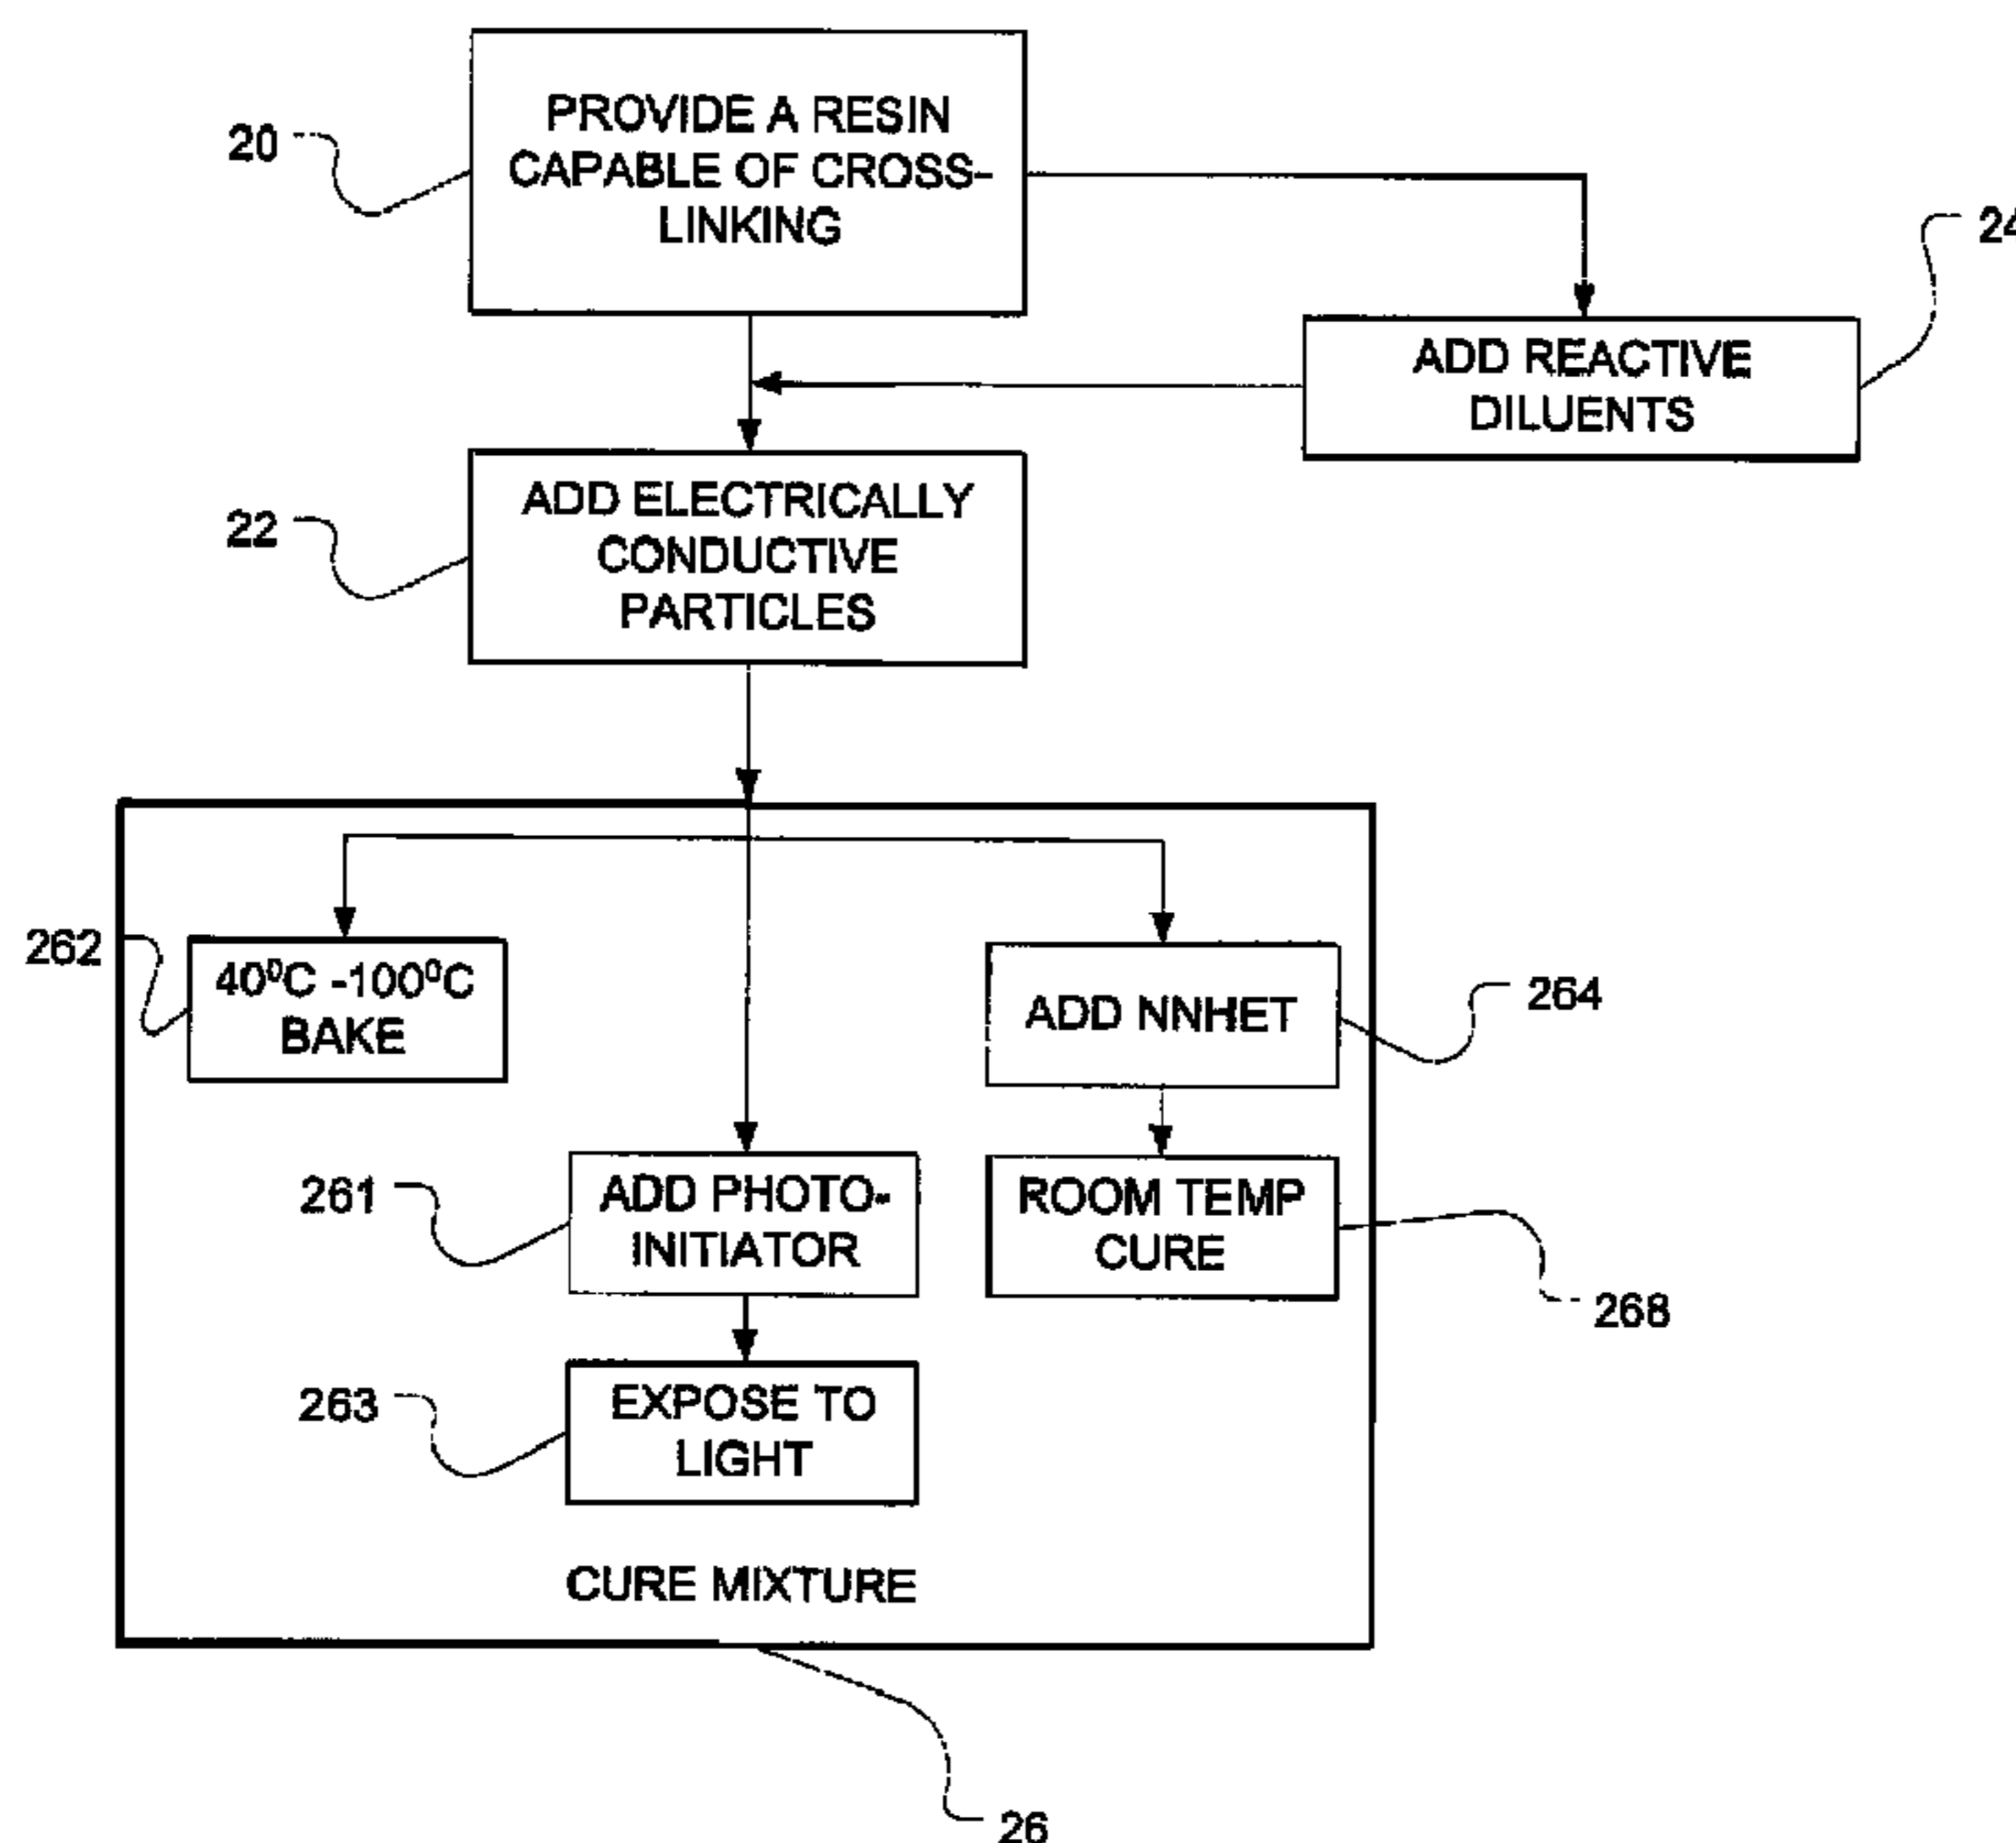 PROVIDE A RESIN
CAPABLE OF CROSS-
LINKING
20
24
ADD REACTIVE
DILUENTS
ADD ELECTRICALLY
CONDUCTIVE
PARTICLES
22
262
40⁰C -100⁰C
BAKE
ADD NNHET
264
261
ADD PHOTO-
INITIATOR
ROOM TEMP
CURE
268
263
EXPOSE TO
LIGHT
CURE MIXTURE
26